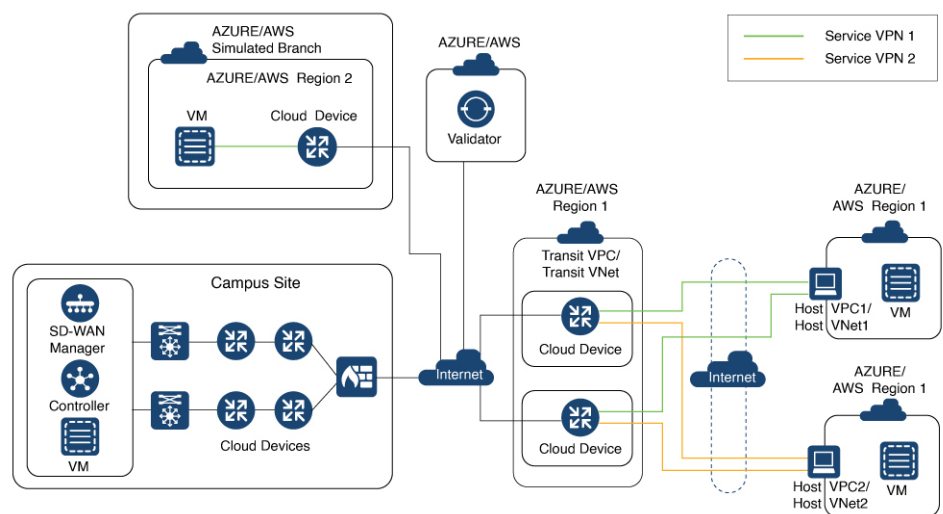 AZURE/AWS
Simulated Branch
AZURE/AWS Region 2
VM
Cloud Device
AZURE/AWS
Validator
Service VPN 1
Service VPN 2
AZURE/AWS
Region 1
Transit VPC/
Transit VNet
Cloud Device
Cloud Device
AZURE/
AWS Region 1
Host VPC1/
Host VNet1
VM
Campus Site
SD-WAN
Manager
Controller
VM
Cloud Devices
Internet
Internet
AZURE/
AWS Region 1
Host VPC2/
Host VNet2
VM